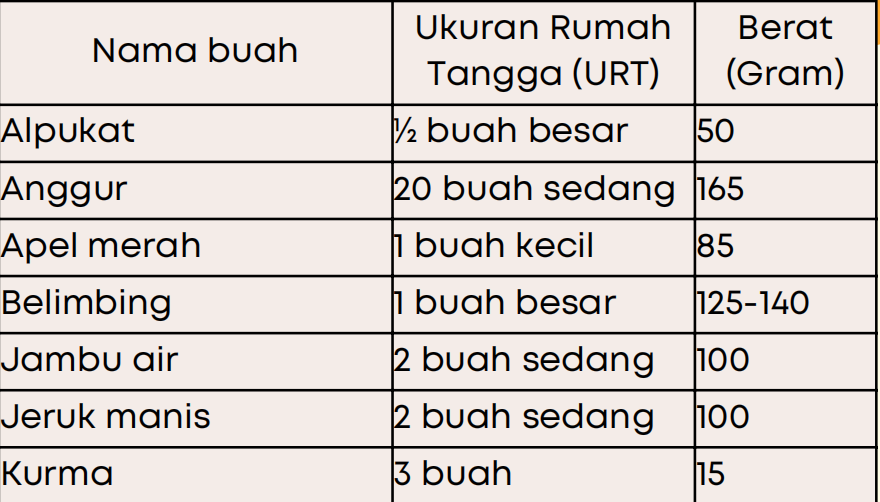 Nama buah
Ukuran Rumah
Tangga (URT)
Berat
(Gram)
Alpukat ½ buah besar 50
Anggur 20 buah sedang 165
Apel merah 1 buah kecil 85
Belimbing 1 buah besar 125-140
Jambu air 2 buah sedang 100
Jeruk manis 2 buah sedang 100
Kurma 3 buah 15